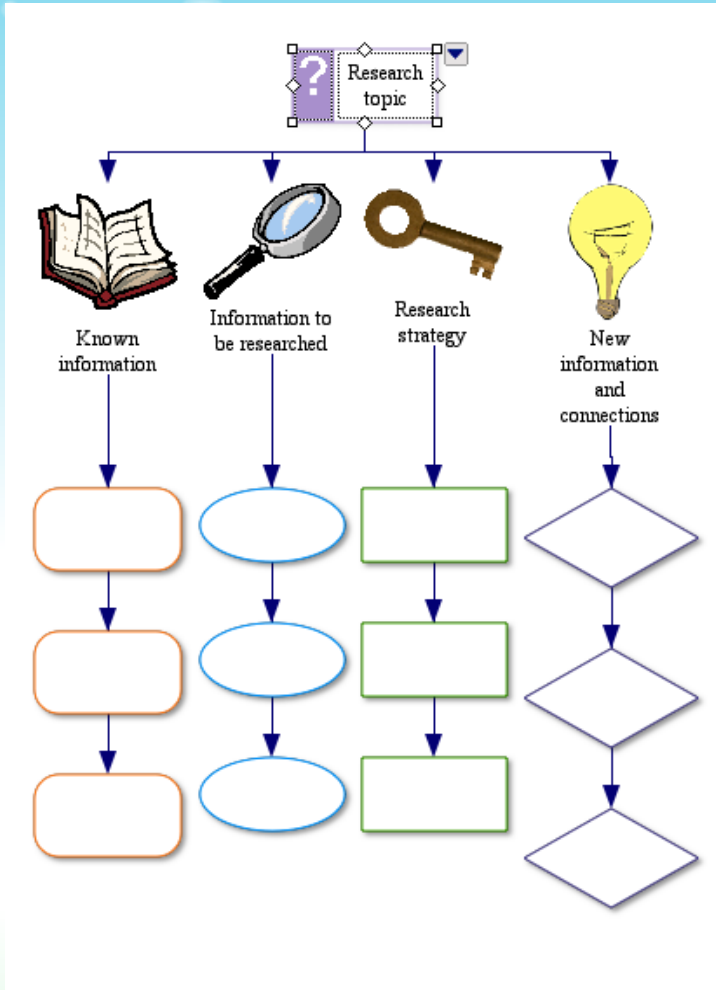 ?
Research
topic
Known
information
Information to
be researched
Research
strategy
New
information
and
connections